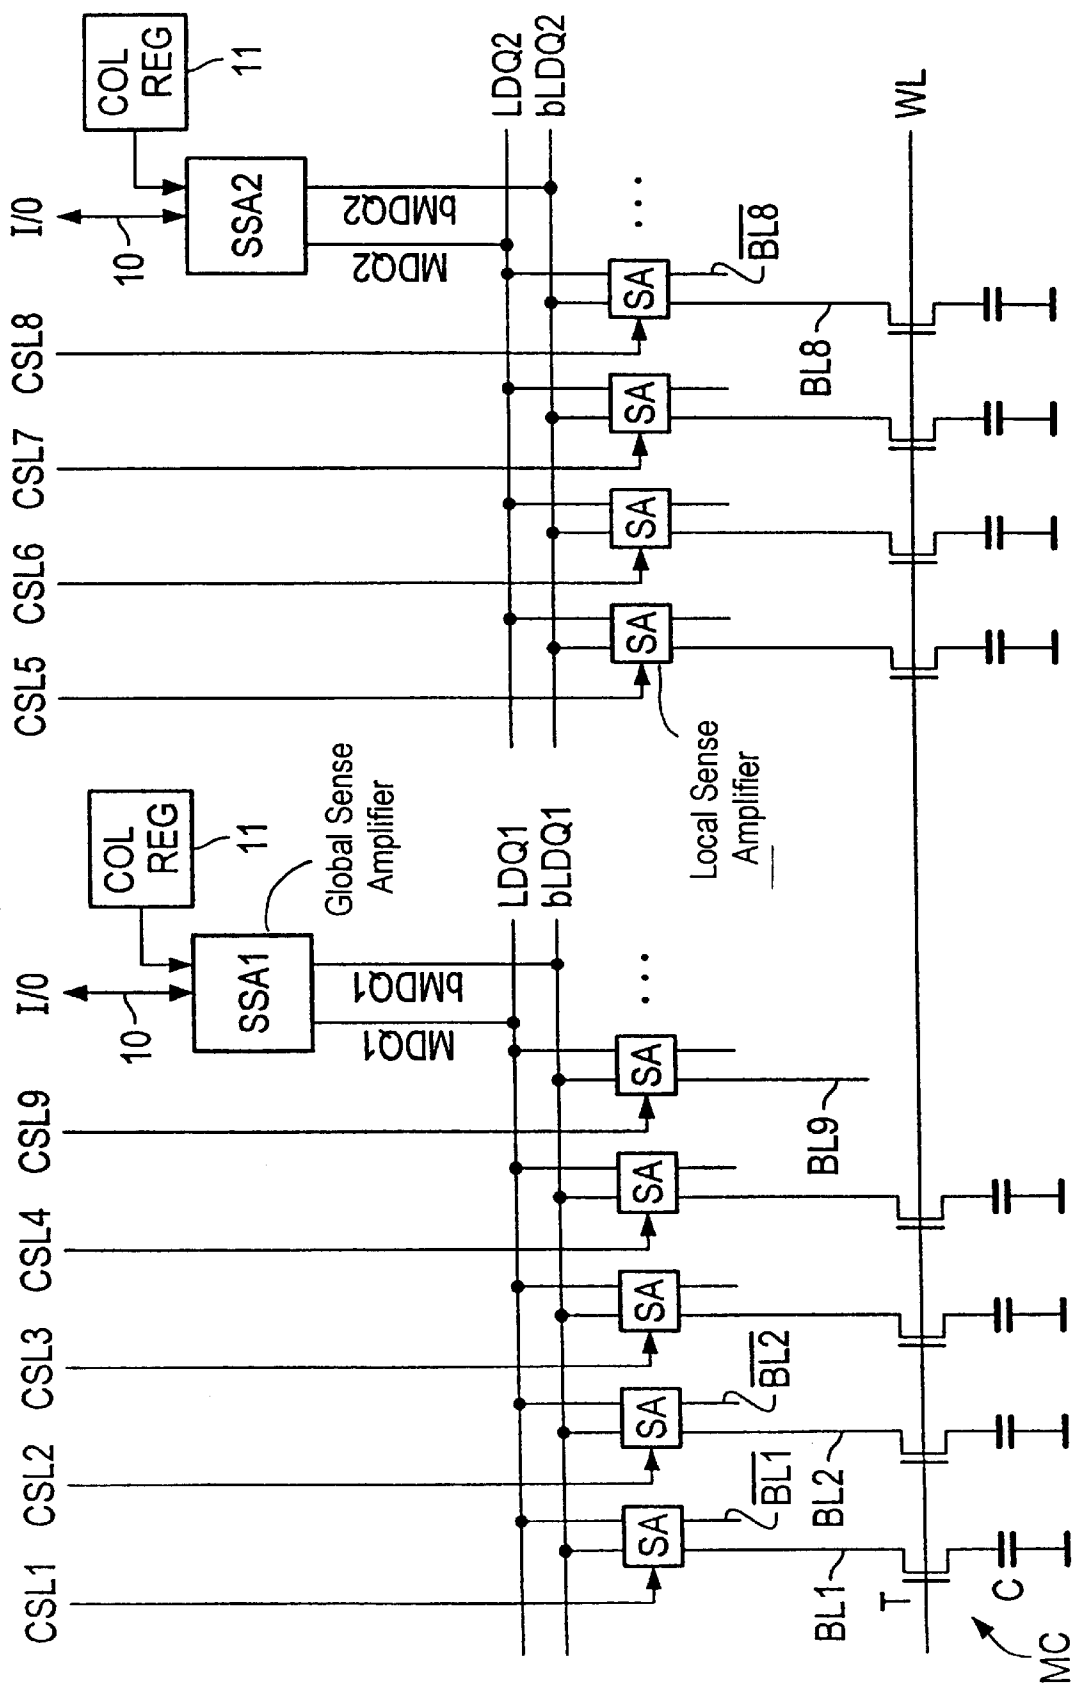 CSL1
CSL2
CSL3
CSL4
CSL9
I/O
10
COL
REG
11
SSA1
Global Sense
Amplifier
MDQ1
bMDQ1
LDQ1
bLDQ1
SA
SA
SA
SA
SA
...
BL1
BL1
BL2
BL2
BL9
T
C
MC
CSL5
CSL6
CSL7
CSL8
I/O
10
COL
REG
11
SSA2
MDQ2
bMDQ2
LDQ2
bLDQ2
SA
SA
SA
SA
...
Local Sense
Amplifier
BL8
BL8
WL